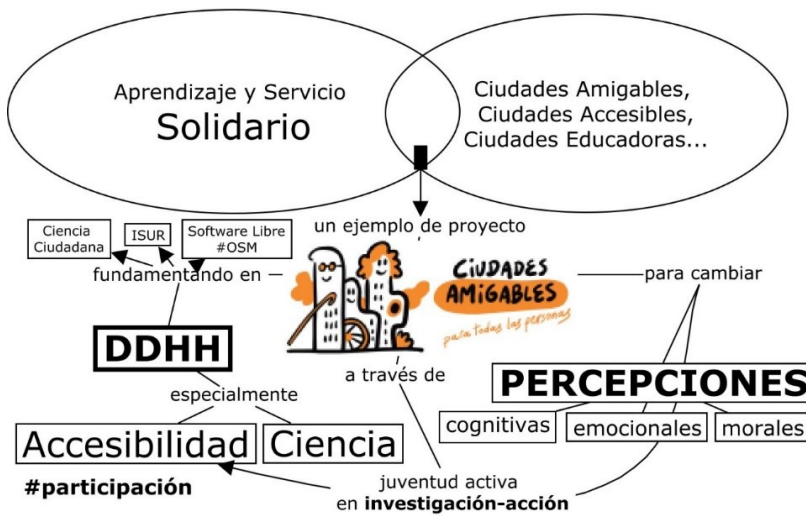 Aprendizaje y Servicio
Solidario
Ciudades Amigables,
Ciudades Accesibles,
Ciudades Educadoras...
un ejemplo de proyecto
Ciencia
Ciudadana
ISUR
Software Libre
#OSM
fundamentando en
CiUDADES
AMiGABLES
para todas las personas
para cambiar
DDHH
a través de
PERCEPCIONES
especialmente
cognitivas
emocionales
morales
Accesibilidad
Ciencia
#participación
juventud activa
en investigación-acción